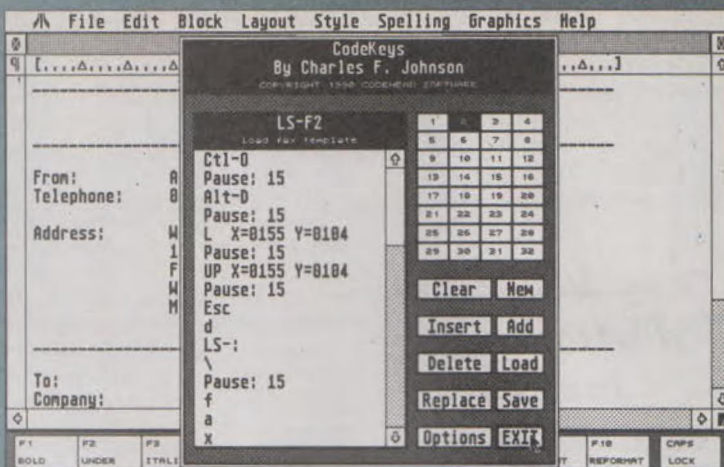 File Edit Block Layout Style Spelling Graphics Help
CodeKeys
By Charles F. Johnson
COPYRIGHT 1990 CODEHEAD SOFTWARE
LS-F2
Load fax template
Ctl-O
Pause: 15
Alt-D
Pause: 15
L X=0155 Y=0104
Pause: 15
UP X=0155 Y=0104
Pause: 15
Esc
d
LS-:
\
Pause: 15
f
a
x
1 2 3 4
5 6 7 8
9 10 11 12
13 14 15 16
17 18 19 20
21 22 23 24
25 26 27 28
29 30 31 32
Clear New
Insert Add
Delete Load
Replace Save
Options EXIT
From: A
Telephone: 0
Address: W
1
F
W
M
To:
Company:
F1 BOLD
F2 UNDER
F3 ITALI
F10 REFORMAT
CAPS LOCK